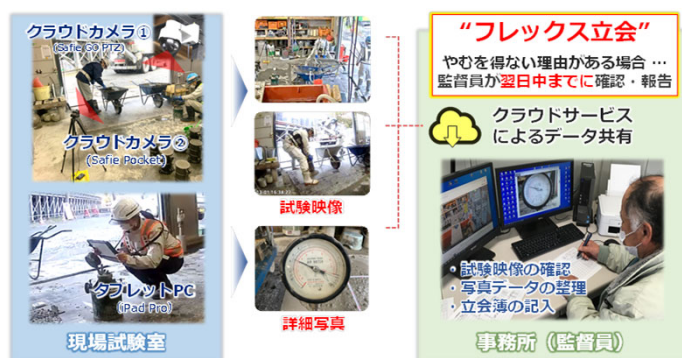 クラウドカメラ①
(Safie GO PTZ)
クラウドカメラ②
(Safie Pocket)
タブレットPC
(iPad Pro)
現場試験室
試験映像
詳細写真
“フレックス立会”
やむを得ない理由がある場合 …
監督員が翌日中までに確認・報告
クラウドサービス
によるデータ共有
・試験映像の確認
・写真データの整理
・立会簿の記入
事務所（監督員）